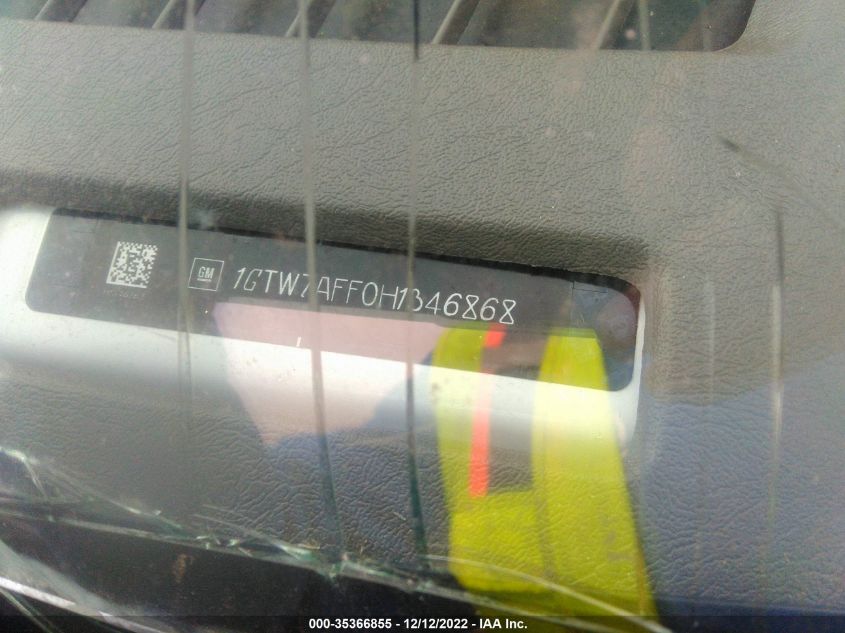 GM 1GTW7AFF0H1346868
000-35366855 - 12/12/2022 - IAA Inc.